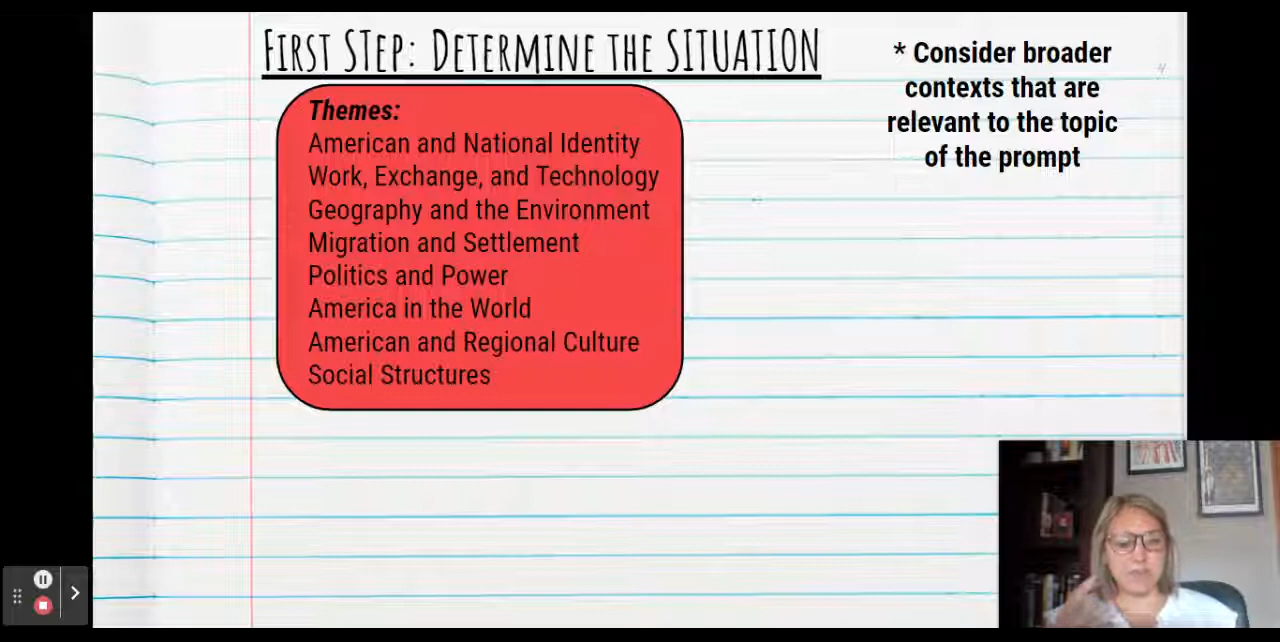 FIRST STEP: DETERMINE THE SITUATION
* Consider broader
contexts that are
relevant to the topic
of the prompt
Themes:
American and National Identity
Work, Exchange, and Technology
Geography and the Environment
Migration and Settlement
Politics and Power
America in the World
American and Regional Culture
Social Structures